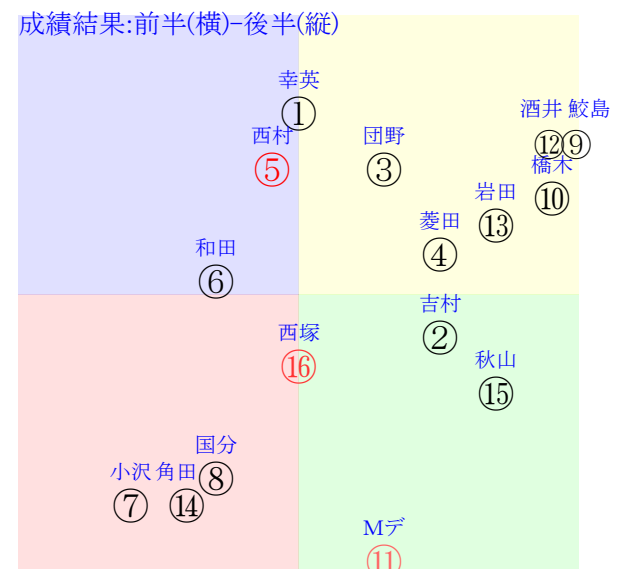 成績結果:前半(横)-後半(縦)
幸英
①
酒井 鮫島
⑫⑨
西村
⑤
団野
③
橋木
⑩
岩田
⑬
菱田
④
和田
⑥
吉村
②
西塚
⑯
秋山
⑮
国分
⑧
小沢 角田
⑦ ⑭
Mデ
⑪